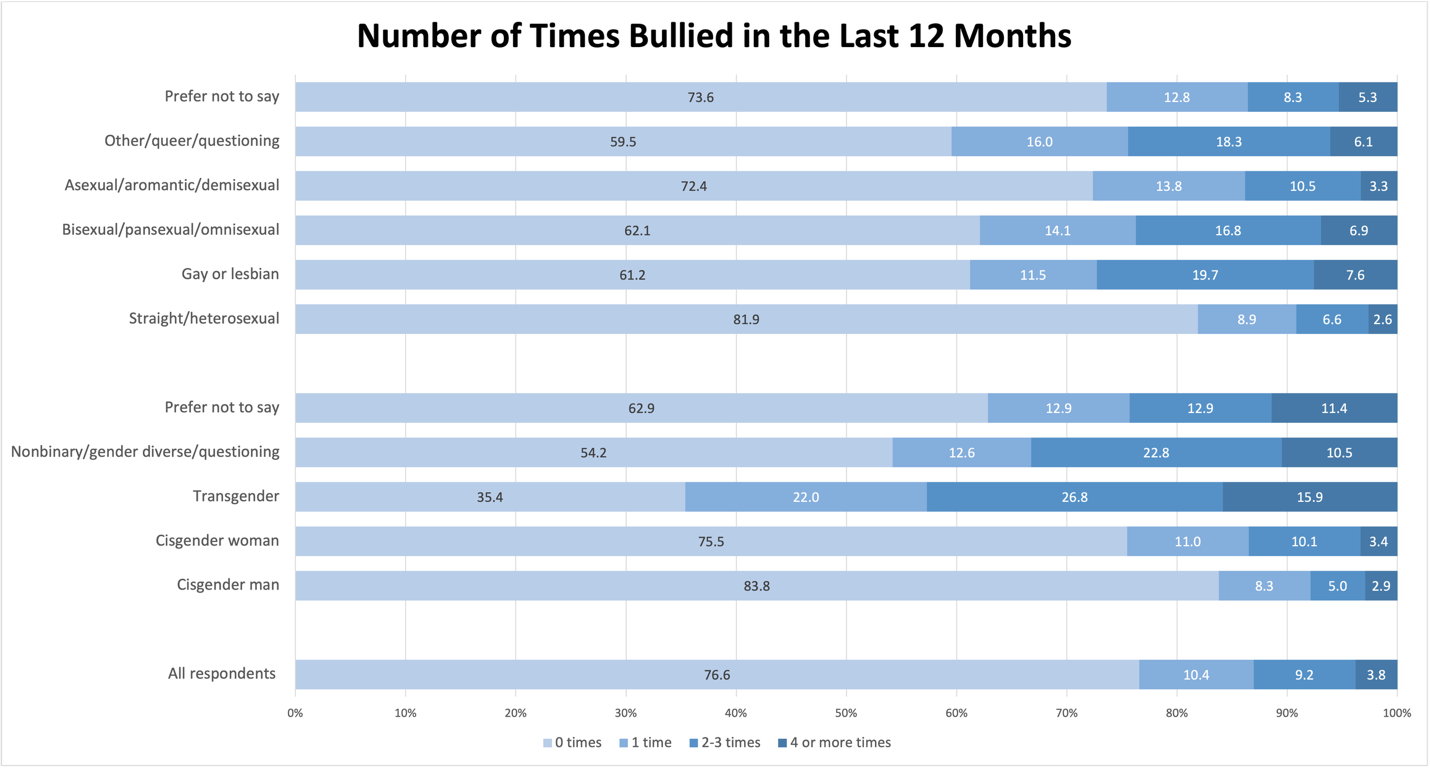 Number of Times Bullied in the Last 12 Months
Prefer not to say 73.6 12.8 8.3 5.3
Other/queer/questioning 59.5 16.0 18.3 6.1
Asexual/aromantic/demisexual 72.4 13.8 10.5 3.3
Bisexual/pansexual/omnisexual 62.1 14.1 16.8 6.9
Gay or lesbian 61.2 11.5 19.7 7.6
Straight/heterosexual 81.9 8.9 6.6 2.6
Prefer not to say 62.9 12.9 12.9 11.4
Nonbinary/gender diverse/questioning 54.2 12.6 22.8 10.5
Transgender 35.4 22.0 26.8 15.9
Cisgender woman 75.5 11.0 10.1 3.4
Cisgender man 83.8 8.3 5.0 2.9
All respondents 76.6 10.4 9.2 3.8
0% 10% 20% 30% 40% 50% 60% 70% 80% 90% 100%
0 times 1 time 2-3 times 4 or more times